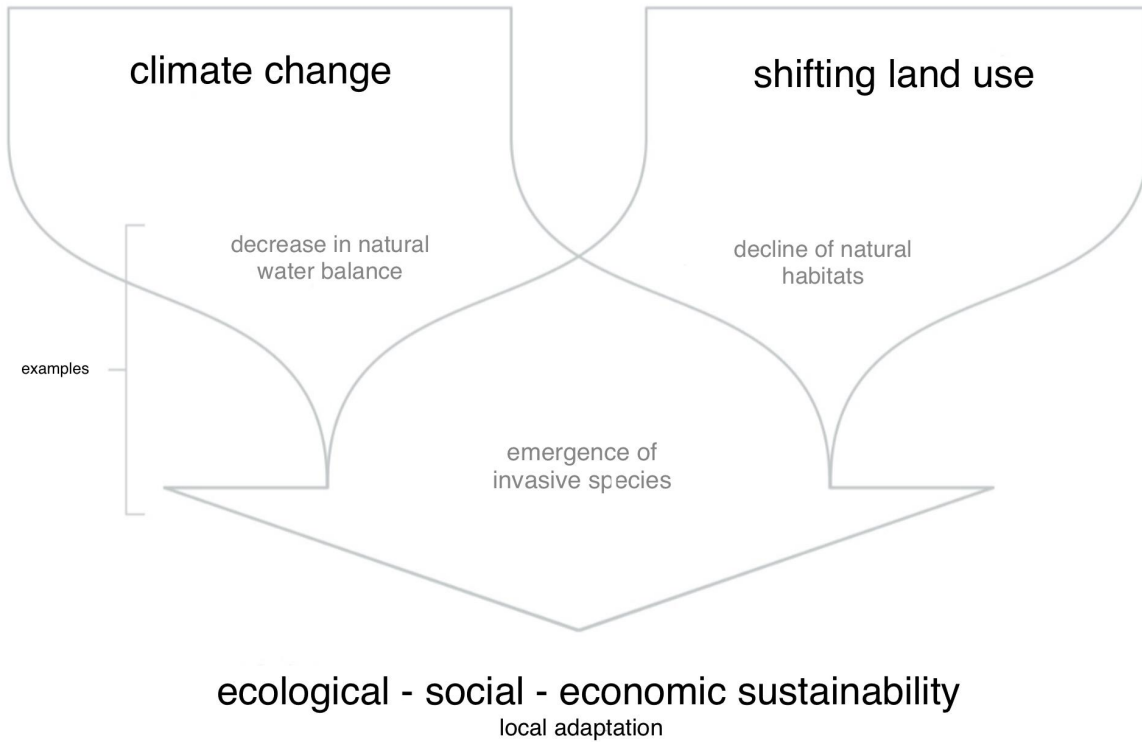 climate change
shifting land use
decrease in natural
water balance
decline of natural
habitats
examples
emergence of
invasive species
ecological - social - economic sustainability
local adaptation